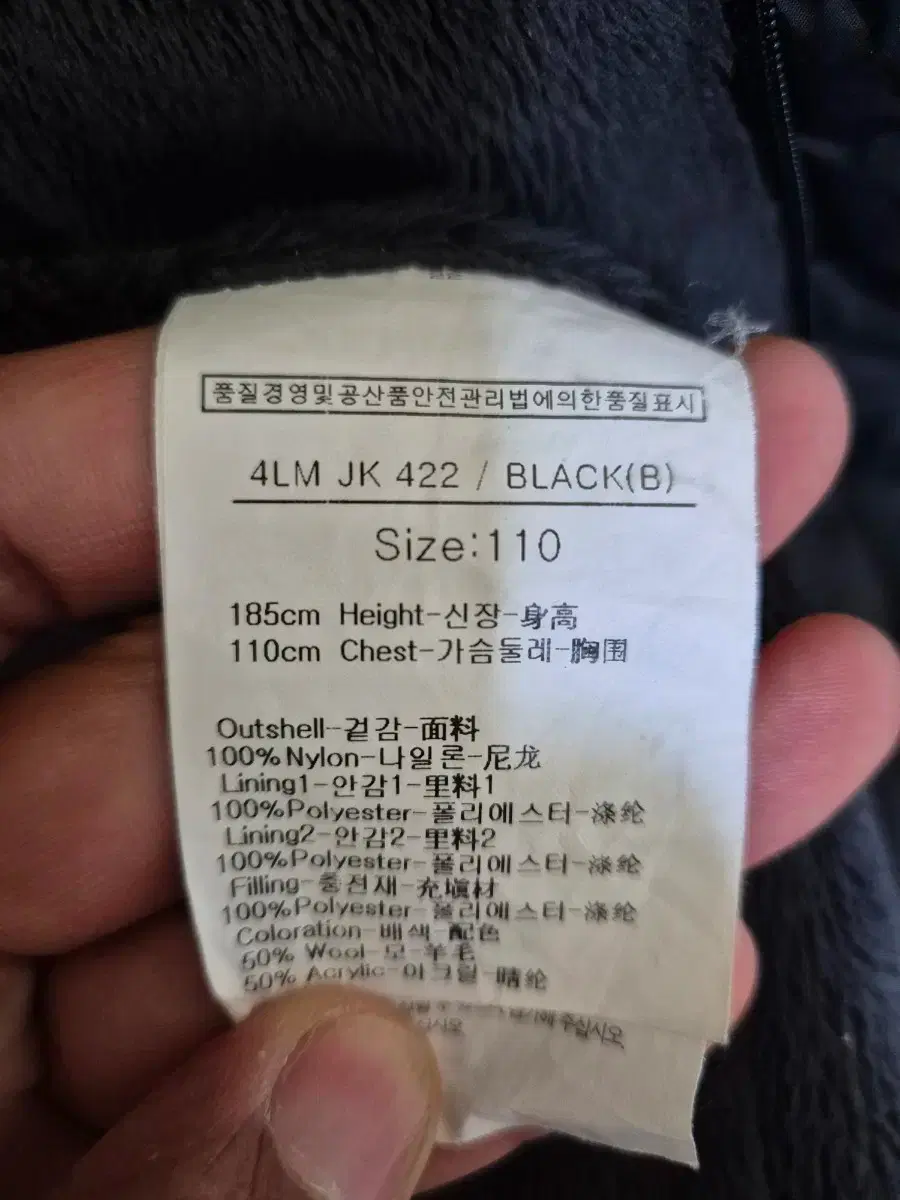 품질경영및공산품안전관리법에의한품질표시
4LM JK 422 / BLACK(B)
Size:110
185cm Height-신장-身高
110cm Chest-가슴둘레-胸围
Outshell-겉감-面料
100%Nylon-나일론-尼龙
Lining1-안감1-里料1
100%Polyester-폴리에스터-涤纶
Lining2-안감2-里料2
100%Polyester-폴리에스터-涤纶
Filling-충전재-充塡材
100%Polyester-폴리에스터-涤纶
Coloration-배색-配色
50% Wool-모-羊毛
50% Acrylic-아크릴-晴纶
주십시오